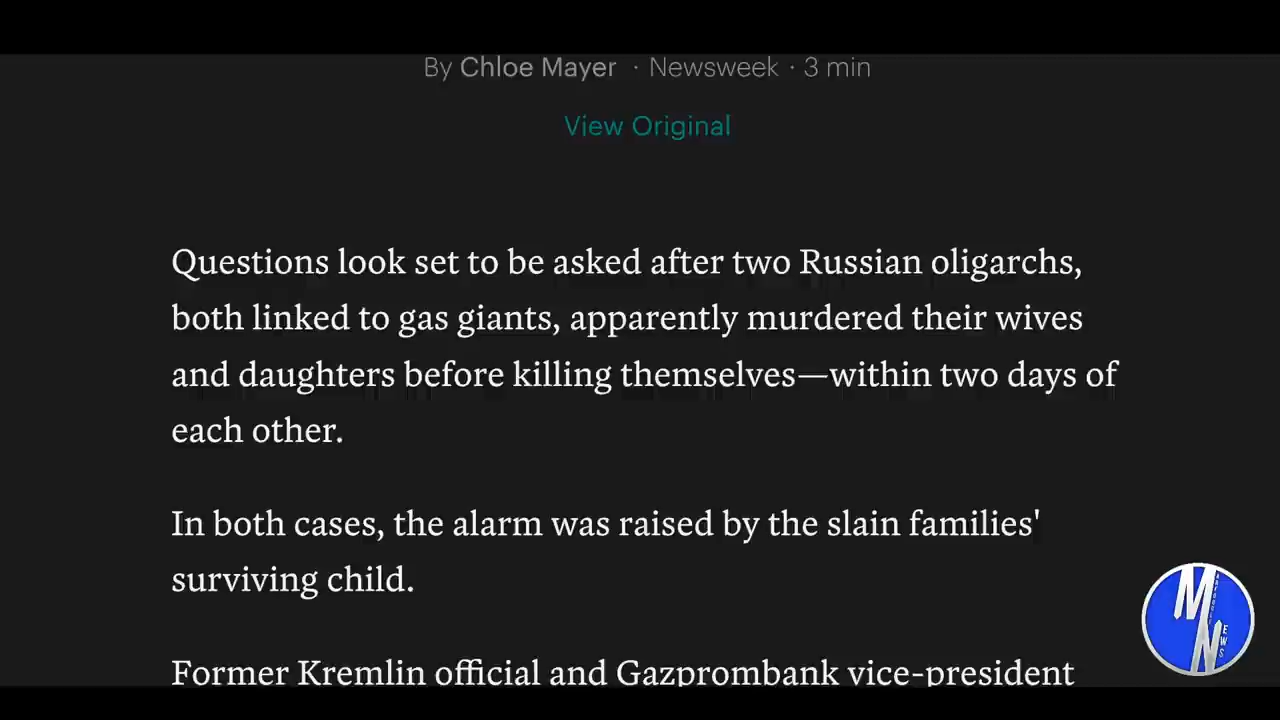 By Chloe Mayer · Newsweek · 3 min
View Original
Questions look set to be asked after two Russian oligarchs,
both linked to gas giants, apparently murdered their wives
and daughters before killing themselves—within two days of
each other.
In both cases, the alarm was raised by the slain families'
surviving child.
Former Kremlin official and Gazprombank vice-president
MN
EWS